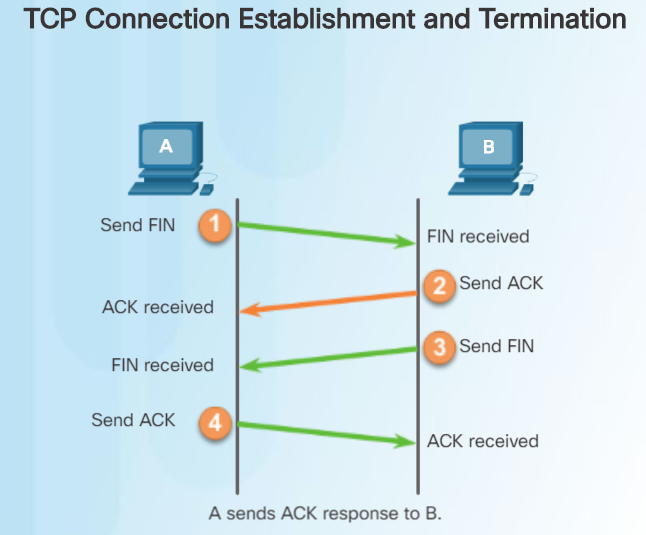 TCP Connection Establishment and Termination
A
B
Send FIN
1
FIN received
2
Send ACK
ACK received
3
Send FIN
FIN received
Send ACK
4
ACK received
A sends ACK response to B.